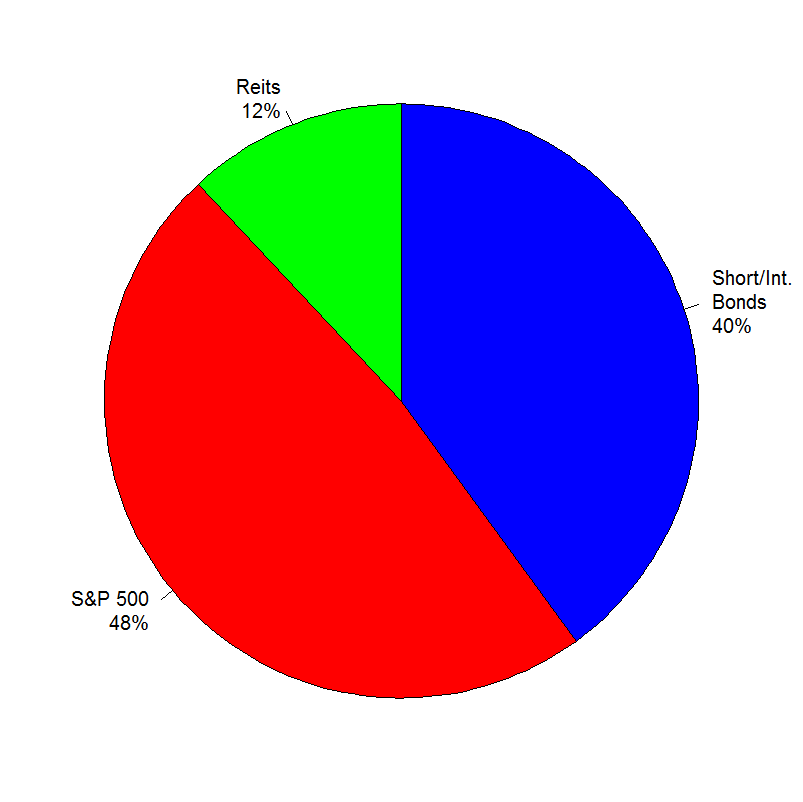 Reits
12%
Short/Int.
Bonds
40%
S&P 500
48%